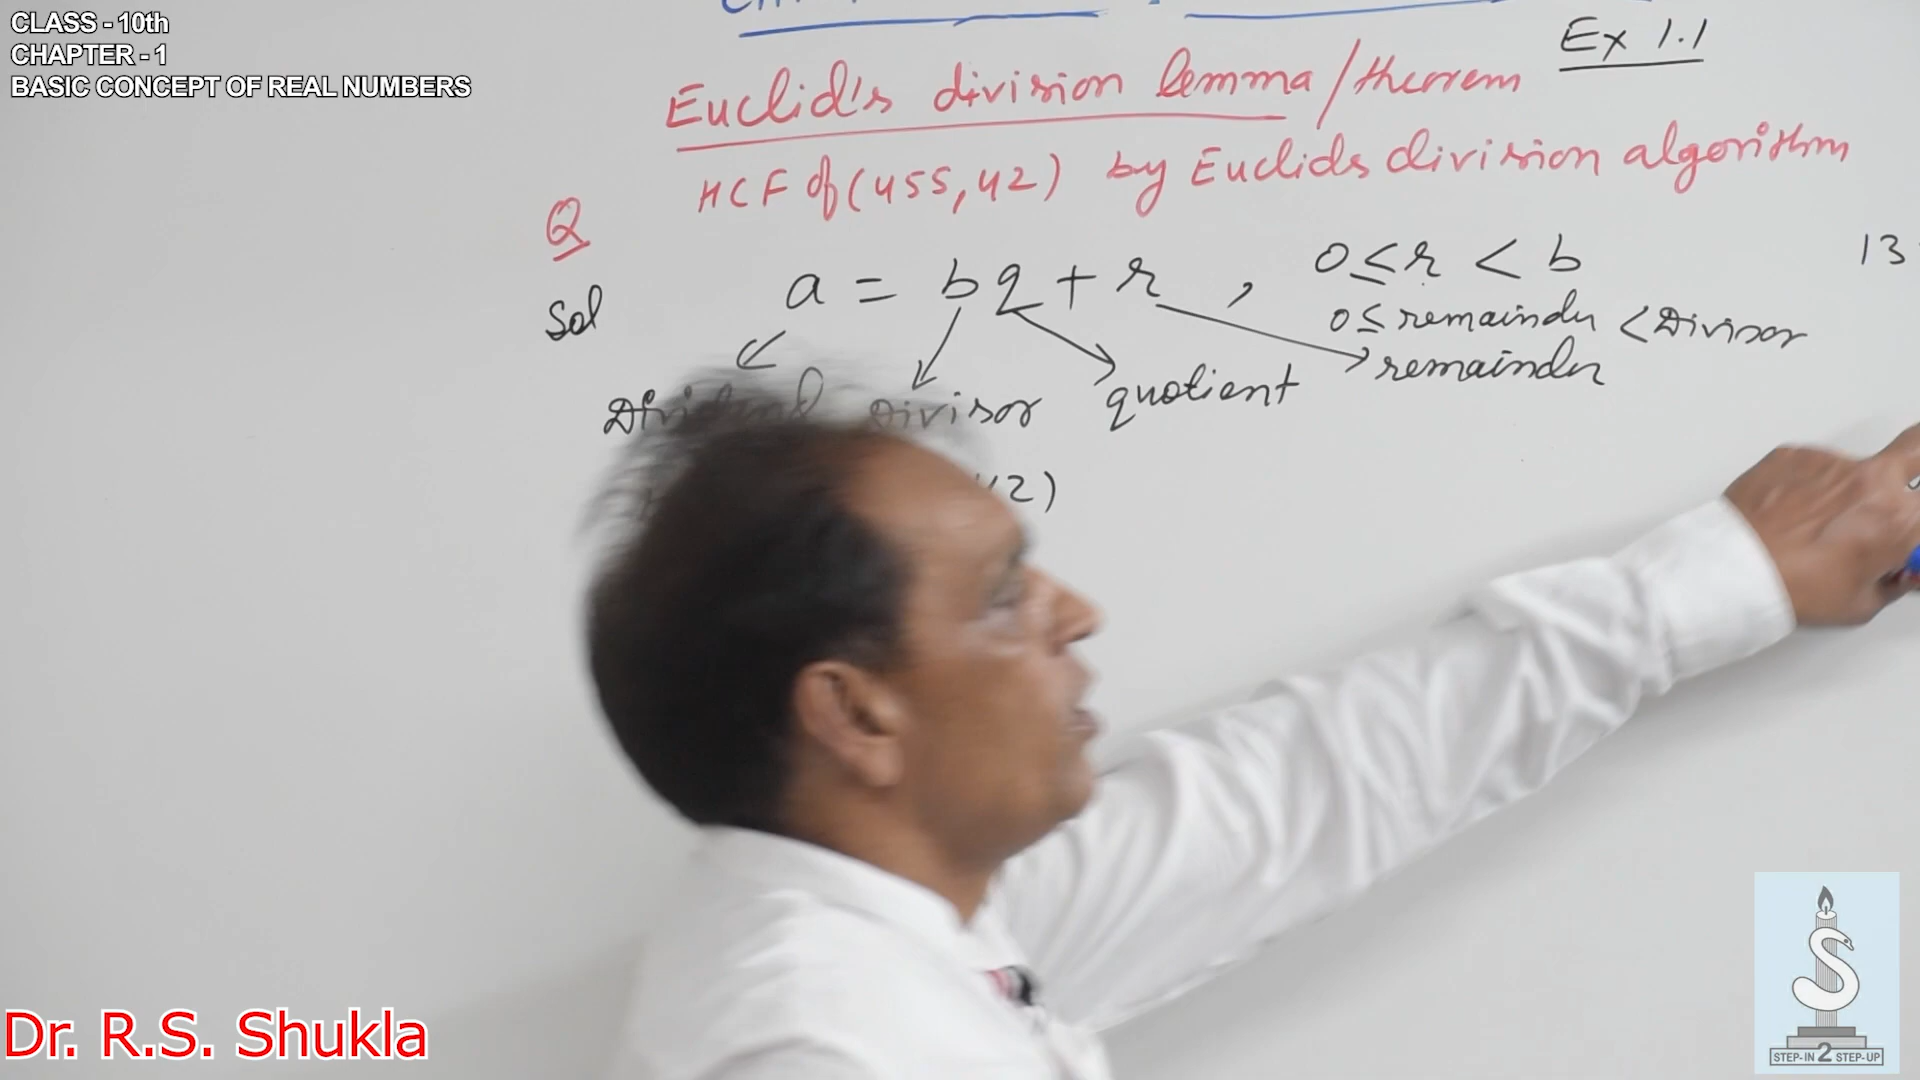 CLASS - 10th
CHAPTER - 1
BASIC CONCEPT OF REAL NUMBERS
Ex 1.1
Euclid's division lemma/theorem
Q HCF of (455,42) by Euclids division algorithm
Sol a = bq + r , 0≤r < b
13
0≤ remainder < Divisor
Dividend Divisor quotient remainder
42)
Dr. R.S. Shukla
S
STEP-IN 2 STEP-UP